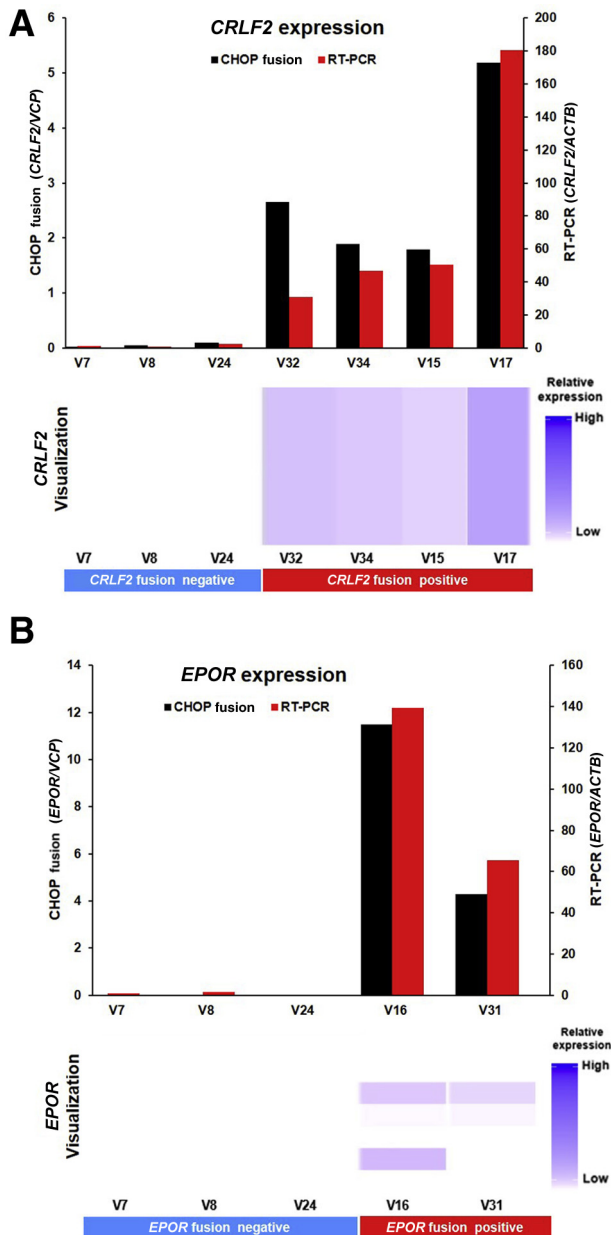 A
CRLF2 expression
CHOP fusion RT-PCR
CHOP fusion (CRLF2/VCP)
6
5
4
3
2
1
0
RT-PCR (CRLF2/ACTB)
200
180
160
140
120
100
80
60
40
20
0
V7 V8 V24 V32 V34 V15 V17
CRLF2
Visualization
Relative
expression
High
Low
V7 V8 V24 V32 V34 V15 V17
CRLF2 fusion negative CRLF2 fusion positive
B
EPOR expression
CHOP fusion RT-PCR
CHOP fusion (EPOR/VCP)
14
12
10
8
6
4
2
0
RT-PCR (EPOR/ACTB)
160
140
120
100
80
60
40
20
0
V7 V8 V24 V16 V31
EPOR
Visualization
Relative
expression
High
Low
V7 V8 V24 V16 V31
EPOR fusion negative EPOR fusion positive